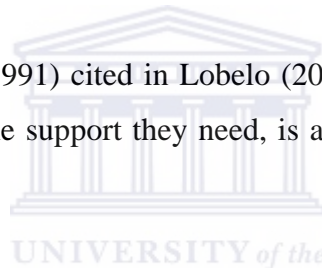 991) cited in Lobelo (20
e support they need, is a
UNIVERSITY of the